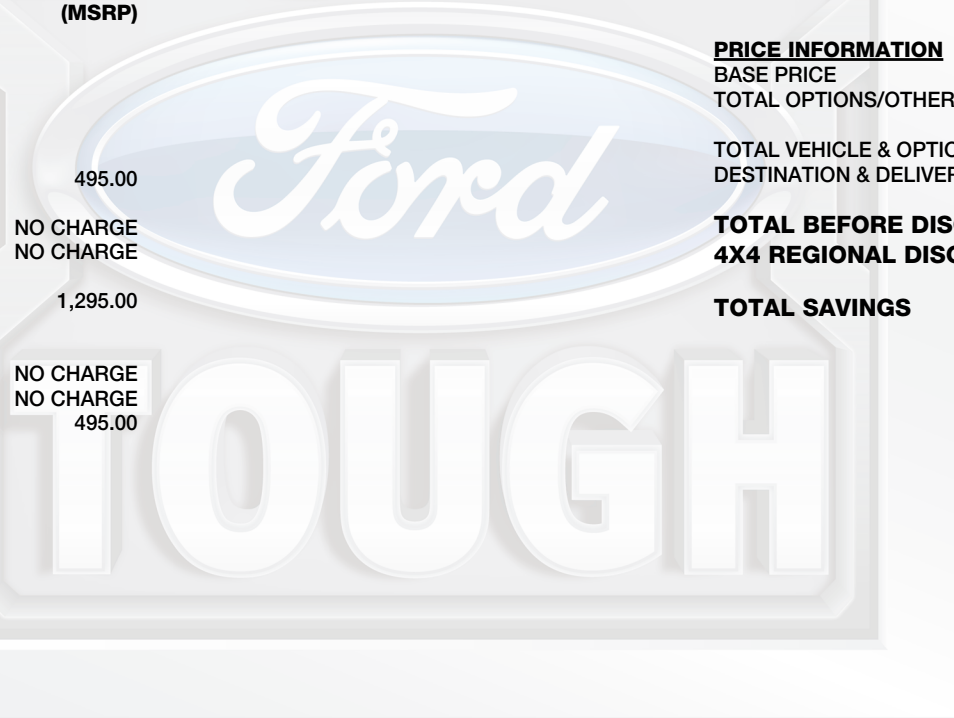 (MSRP)
495.00
NO CHARGE
NO CHARGE
1,295.00
NO CHARGE
NO CHARGE
495.00
PRICE INFORMATION
BASE PRICE
TOTAL OPTIONS/OTHER
TOTAL VEHICLE & OPTIO
DESTINATION & DELIVER
TOTAL BEFORE DISC
4X4 REGIONAL DISC
TOTAL SAVINGS
Ford
TOUGH